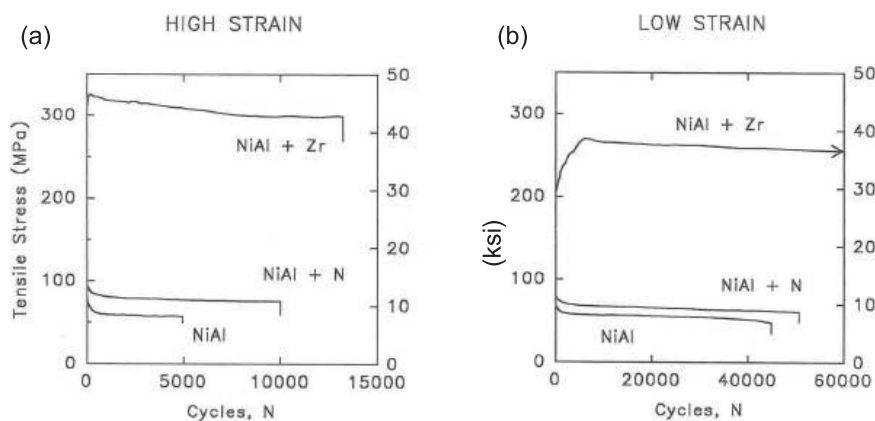 (a)
HIGH STRAIN
Tensile Stress (MPa)
300
200
100
0
50
40
30
20
10
0
NiAl + Zr
NiAl + N
NiAl
0
5000
10000
15000
Cycles, N
(b)
LOW STRAIN
(ksi)
300
200
100
0
50
40
30
20
10
0
NiAl + Zr
NiAl + N
NiAl
0
20000
40000
60000
Cycles, N